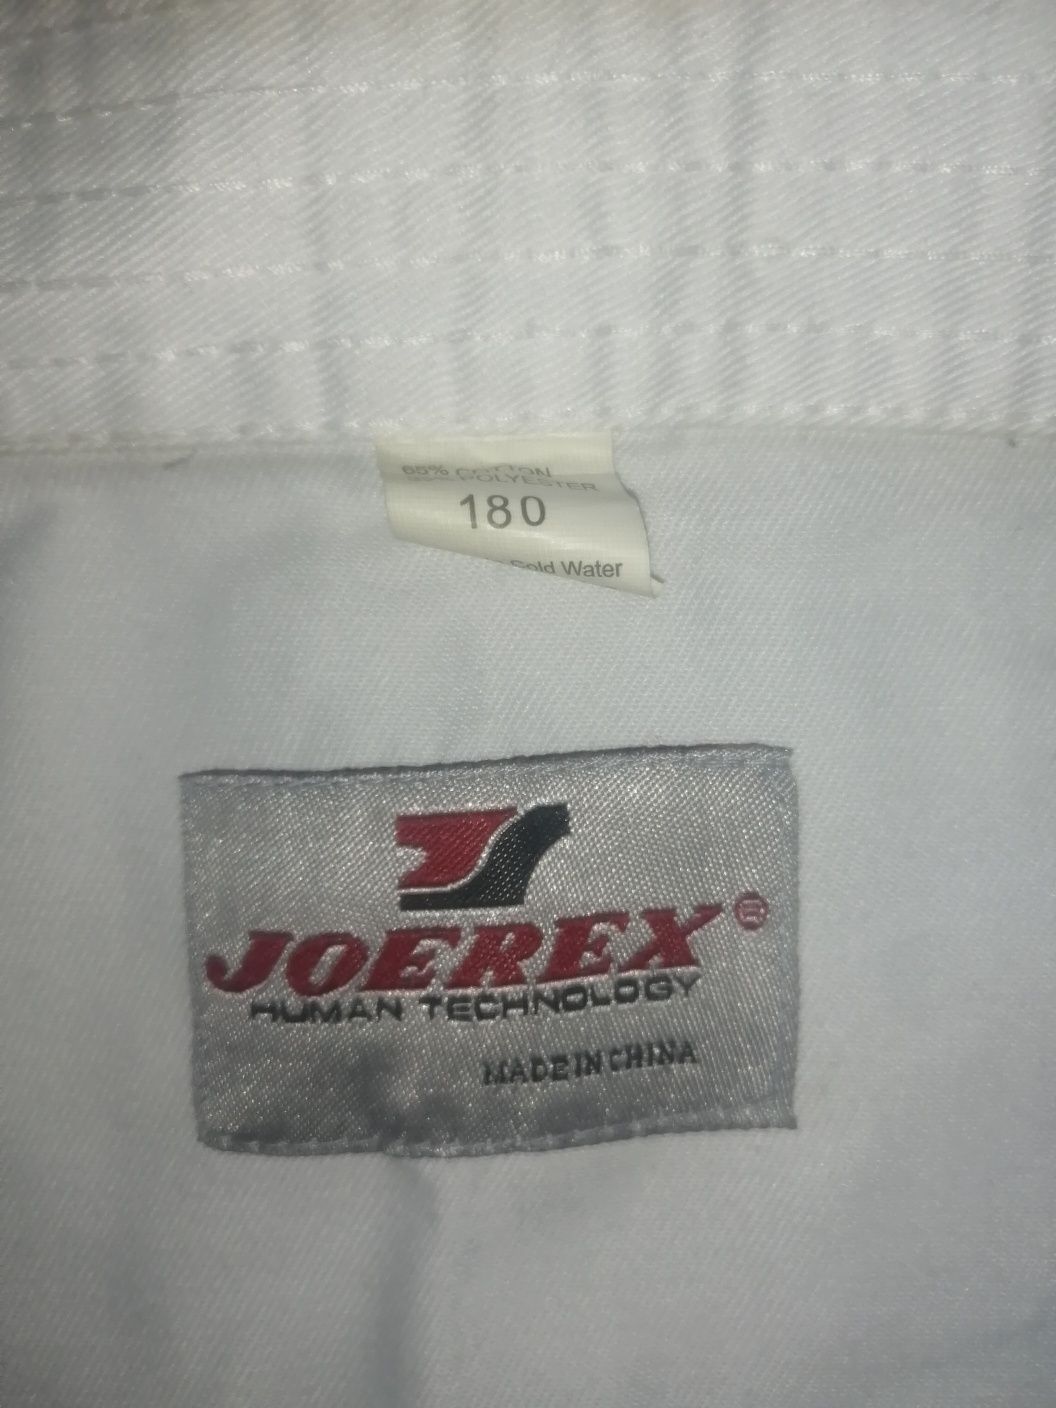 65% COTTON
POLYESTER
180
Cold Water
JOEREX®
HUMAN TECHNOLOGY
MADE IN CHINA